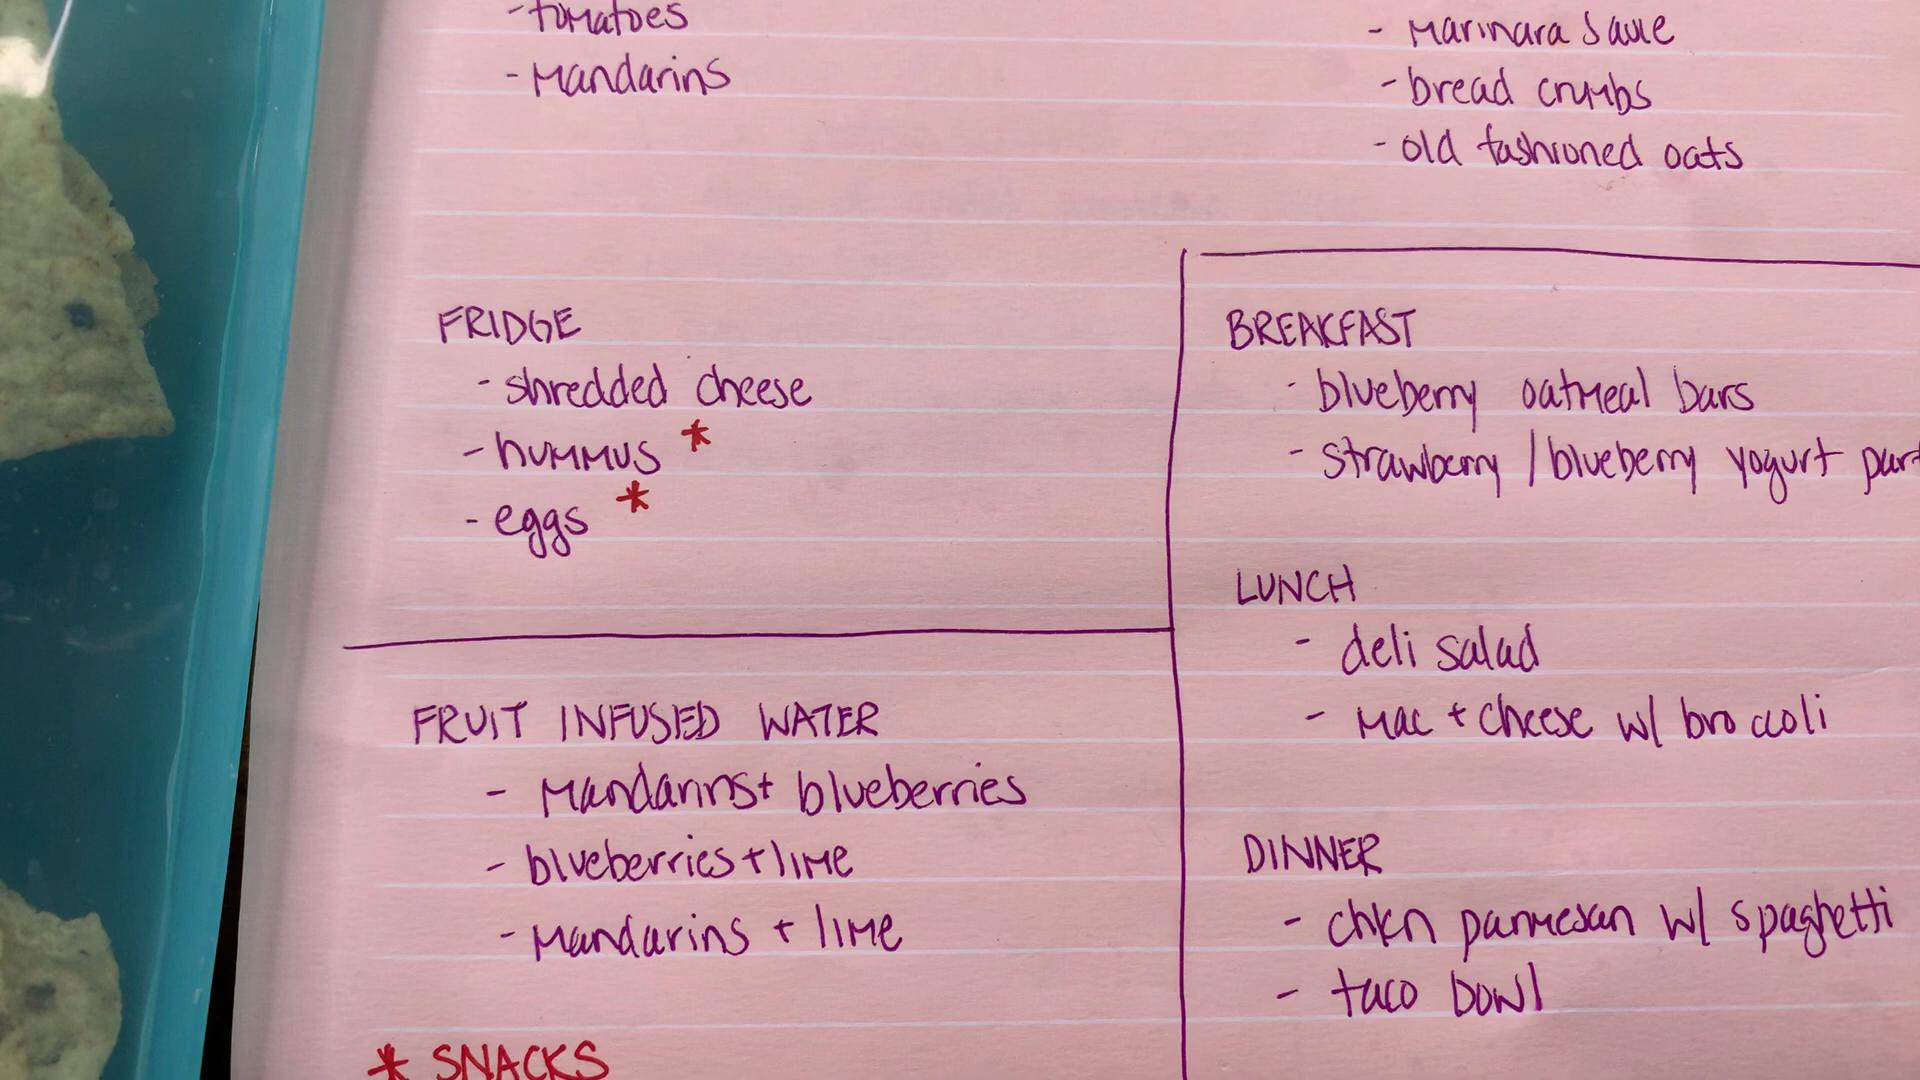 - tomatoes
- Mandarins
- Marinara Sauce
- bread crumbs
- old fashioned oats
FRIDGE
- shredded cheese
- hummus *
- eggs *
FRUIT INFUSED WATER
- Mandarins + blueberries
- blueberries + lime
- Mandarins + lime
* SNACKS
BREAKFAST
- blueberry oatmeal bars
- strawberry / blueberry yogurt par
LUNCH
- deli salad
- Mac + cheese w/ broccoli
DINNER
- chkn parmesan w/ spaghetti
- taco bowl